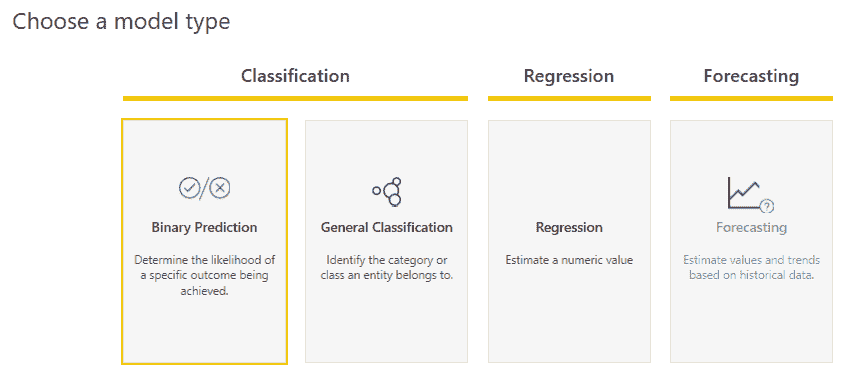 Choose a model type
Classification
Regression
Forecasting
Binary Prediction
Determine the likelihood of
a specific outcome being
achieved.
General Classification
Identify the category or
class an entity belongs to.
Regression
Estimate a numeric value
?
Forecasting
Estimate values and trends
based on historical data.